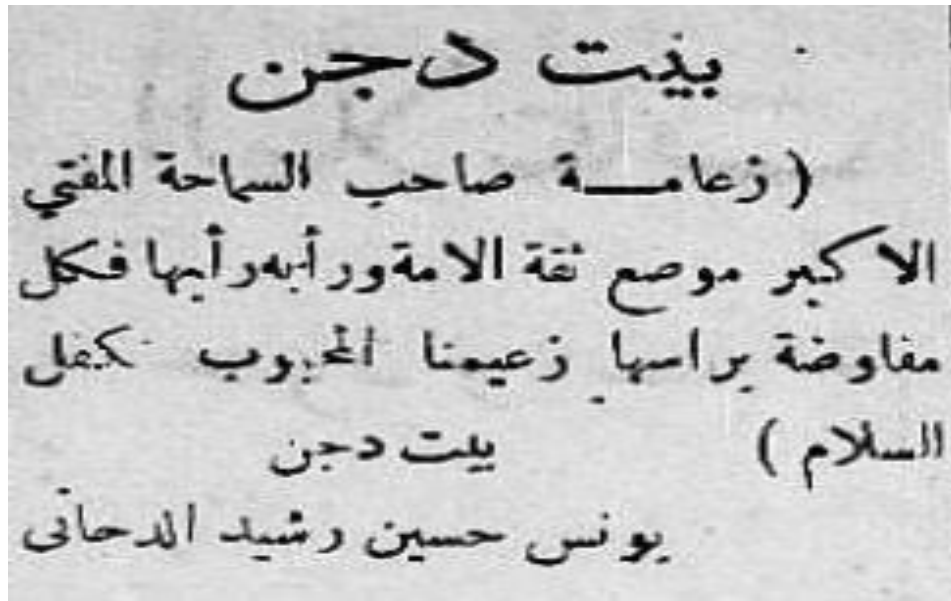 بيت دجن
(زعامـــة صاحب السماحة المفتي
الاكبر موضع ثقة الامة ورأيه رأيها فكل
مفاوضة يرأسها زعيمنا المحبوب تكفل
السلام) بيت دجن
يونس حسين رشيد الدحاني